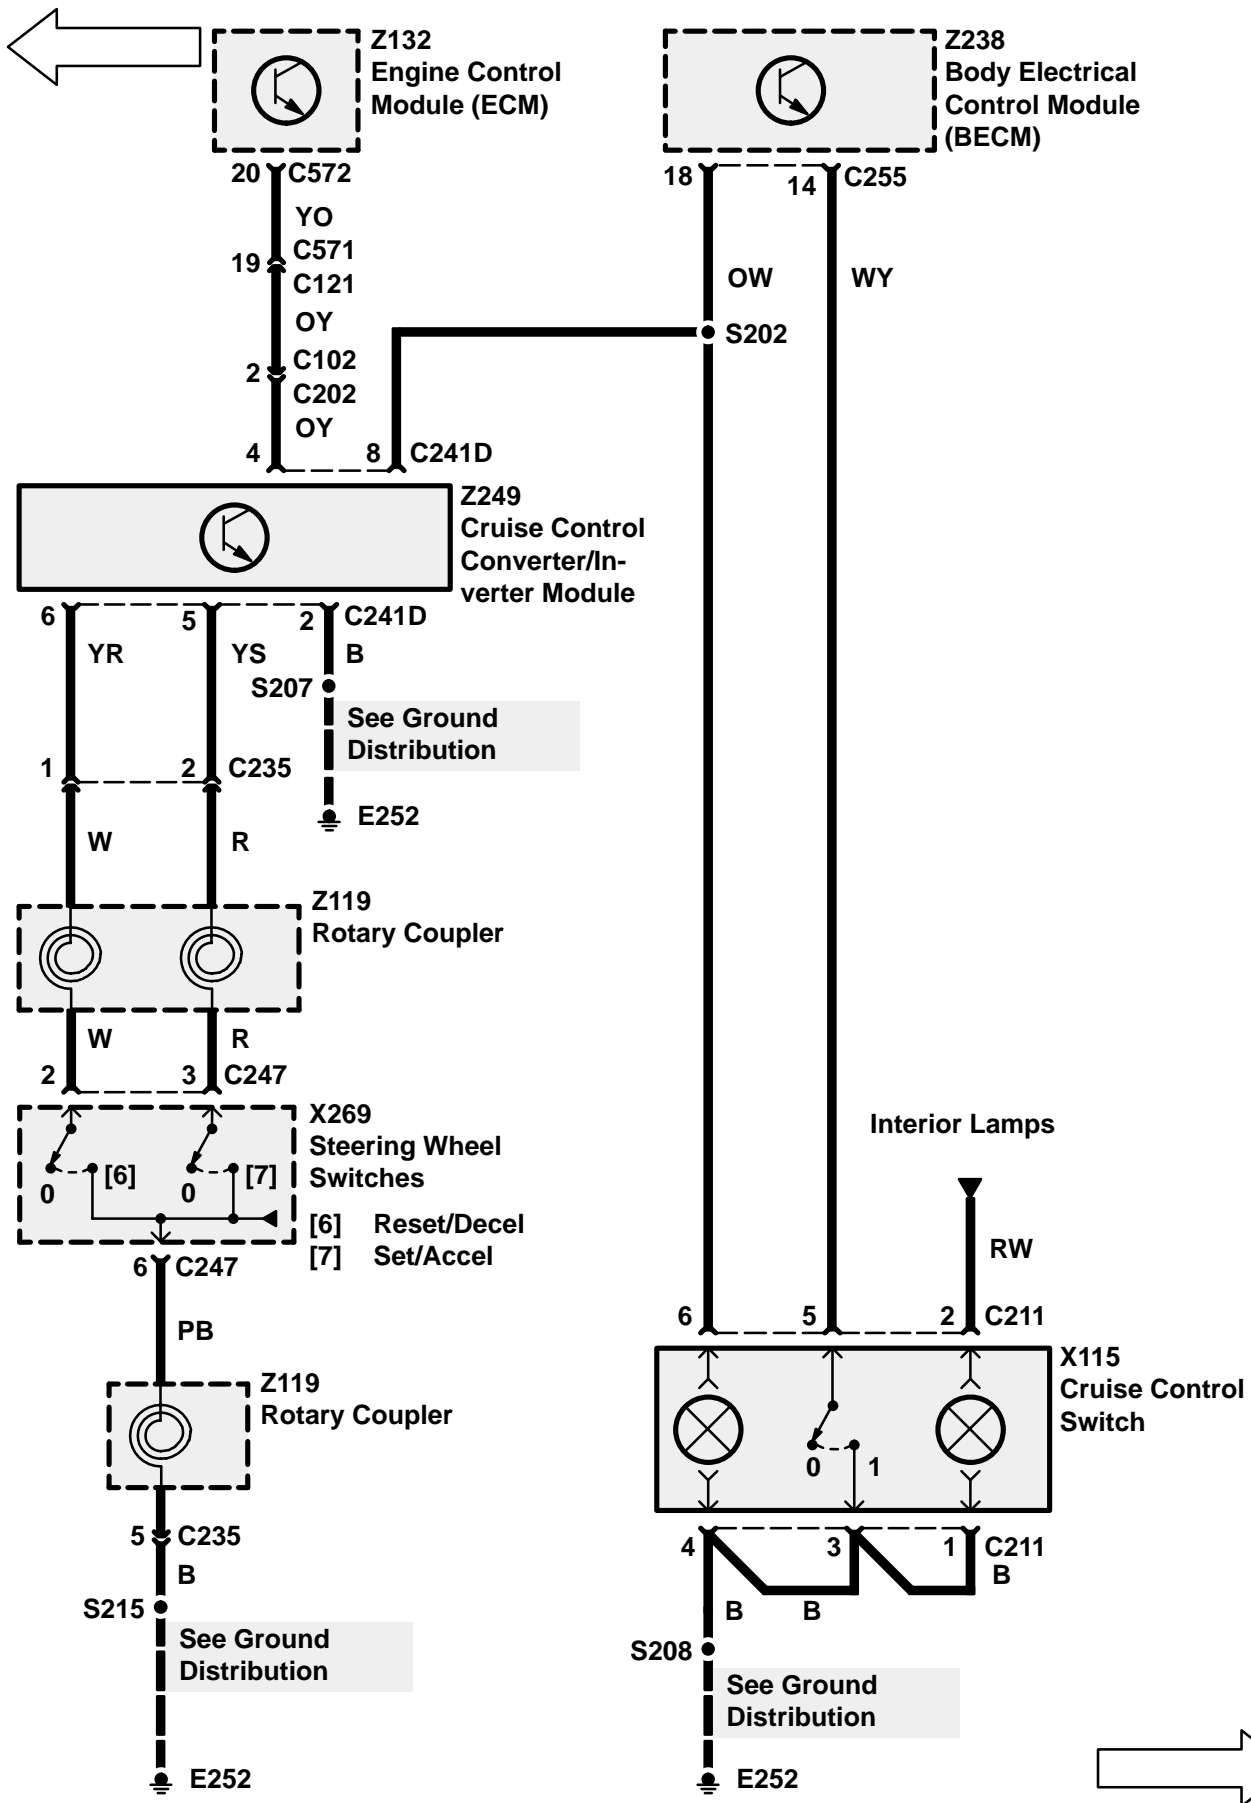 Z132
Engine Control
Module (ECM)
Z238
Body Electrical
Control Module
(BECM)
20 C572
18 14 C255
YO
19 C571
C121
OY
OW WY
S202
2 C102
C202
OY
4 8 C241D
Z249
Cruise Control
Converter/In-
verter Module
6 5 2 C241D
YR YS B
S207
See Ground
Distribution
1 2 C235
E252
W R
Z119
Rotary Coupler
W R
2 3 C247
X269
Steering Wheel
Switches
[6] [7]
0 0
[6] Reset/Decel
[7] Set/Accel
Interior Lamps
RW
6 C247
PB
6 5 2 C211
X115
Cruise Control
Switch
Z119
Rotary Coupler
0 1
5 C235
4 3 1 C211
B
B
B B
S215
See Ground
Distribution
S208
See Ground
Distribution
E252
E252